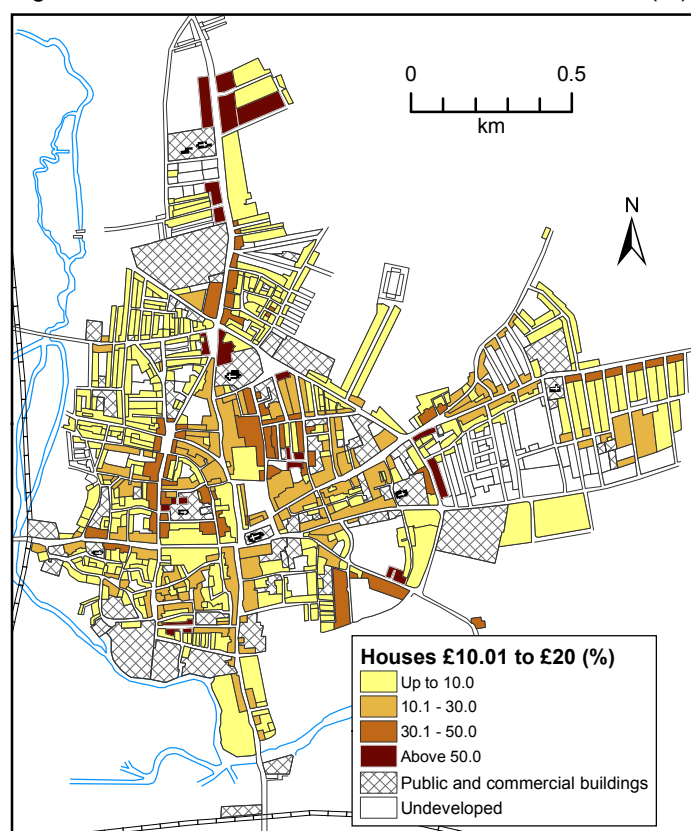 0 0.5
km
N
Houses £10.01 to £20 (%)
Up to 10.0
10.1 - 30.0
30.1 - 50.0
Above 50.0
Public and commercial buildings
Undeveloped